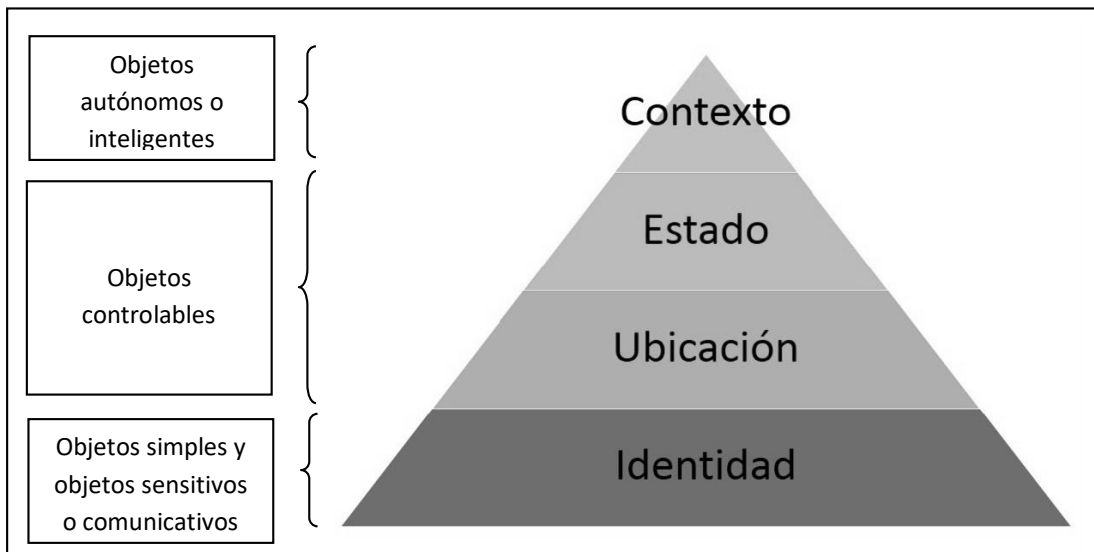 Objetos
autónomos o
inteligentes
Contexto
Estado
Objetos
controlables
Ubicación
Objetos simples y
objetos sensitivos
o comunicativos
Identidad